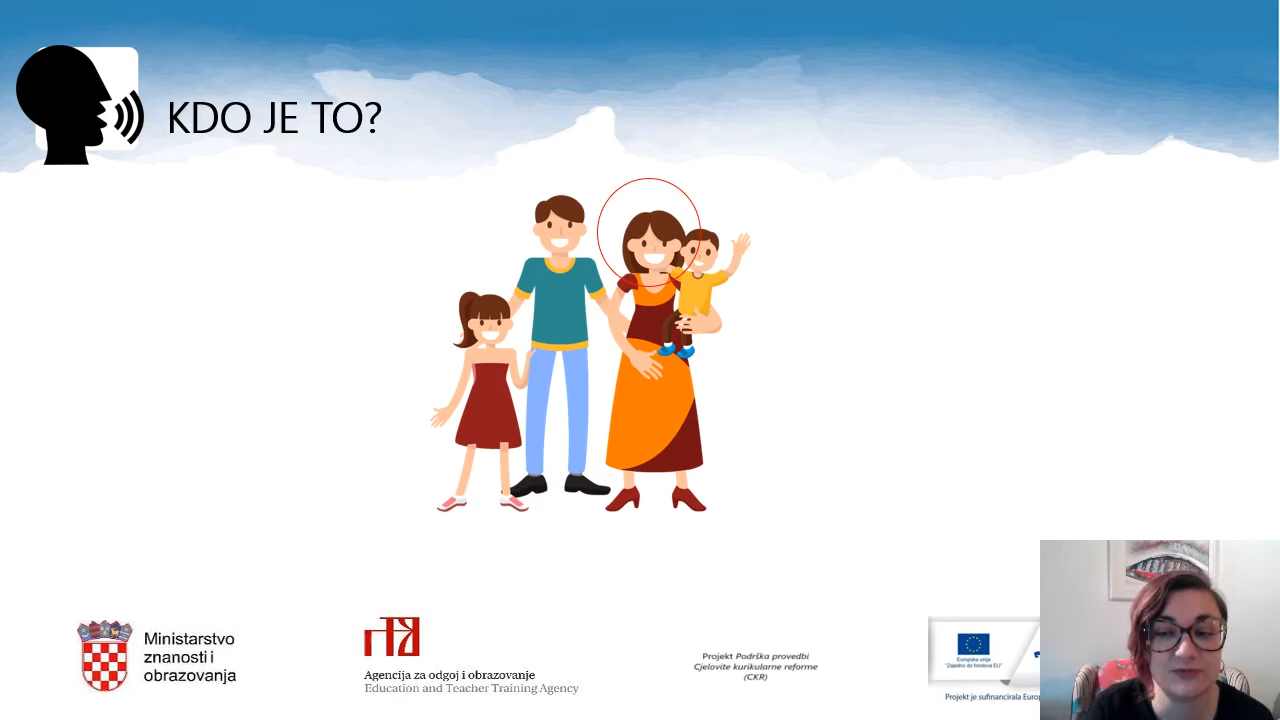 KDO JE TO?
Ministarstvo
znanosti i
obrazovanja
Agencija za odgoj i obrazovanje
Education and Teacher Training Agency
Projekt Podrška provedbi
Cjelovite kurikularne reforme
(CKR)
Europska unija
"Zajedno do fondova EU"
Projekt je sufinancirala